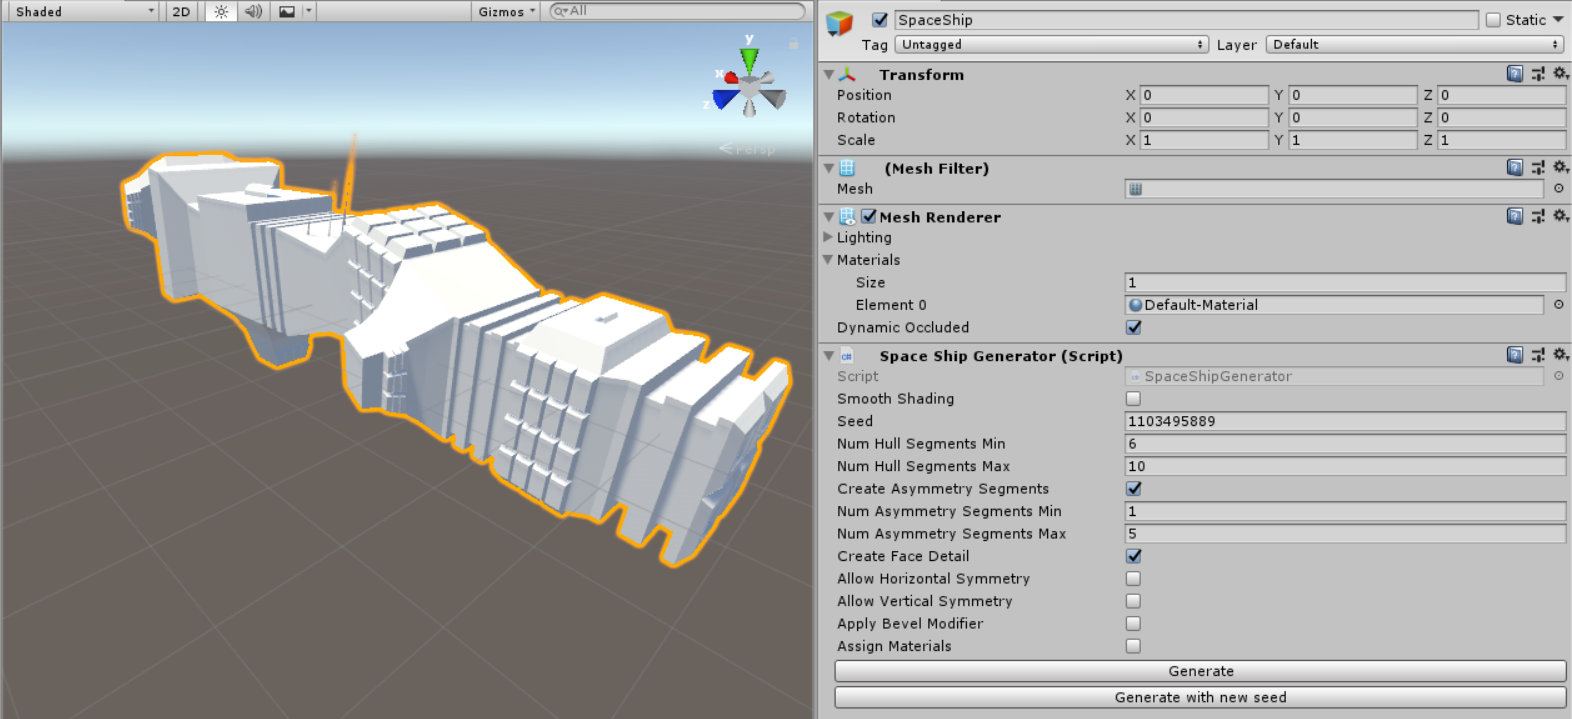 Shaded 2D Gizmos All
y
x
z
Persp
SpaceShip Static
Tag Untagged Layer Default
Transform
Position X 0 Y 0 Z 0
Rotation X 0 Y 0 Z 0
Scale X 1 Y 1 Z 1
(Mesh Filter)
Mesh
Mesh Renderer
Lighting
Materials
Size 1
Element 0 Default-Material
Dynamic Occluded
Space Ship Generator (Script)
Script SpaceShipGenerator
Smooth Shading
Seed 1103495889
Num Hull Segments Min 6
Num Hull Segments Max 10
Create Asymmetry Segments
Num Asymmetry Segments Min 1
Num Asymmetry Segments Max 5
Create Face Detail
Allow Horizontal Symmetry
Allow Vertical Symmetry
Apply Bevel Modifier
Assign Materials
Generate
Generate with new seed